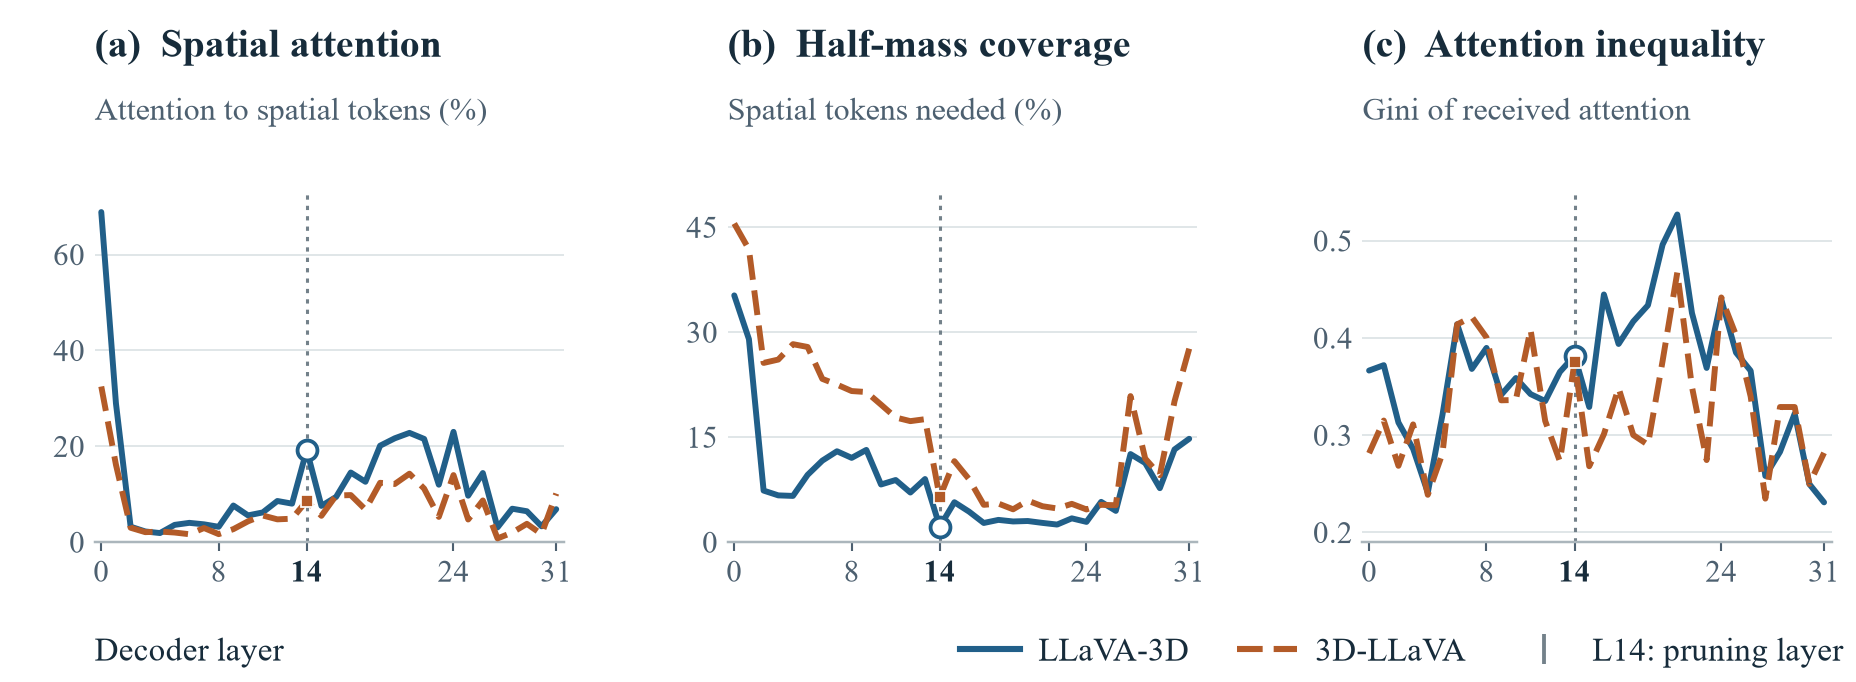 (a) Spatial attention
Attention to spatial tokens (%)
60
40
20
0
0 8 14 24 31
(b) Half-mass coverage
Spatial tokens needed (%)
45
30
15
0
0 8 14 24 31
(c) Attention inequality
Gini of received attention
0.5
0.4
0.3
0.2
0 8 14 24 31
Decoder layer
LLaVA-3D 3D-LLaVA L14: pruning layer